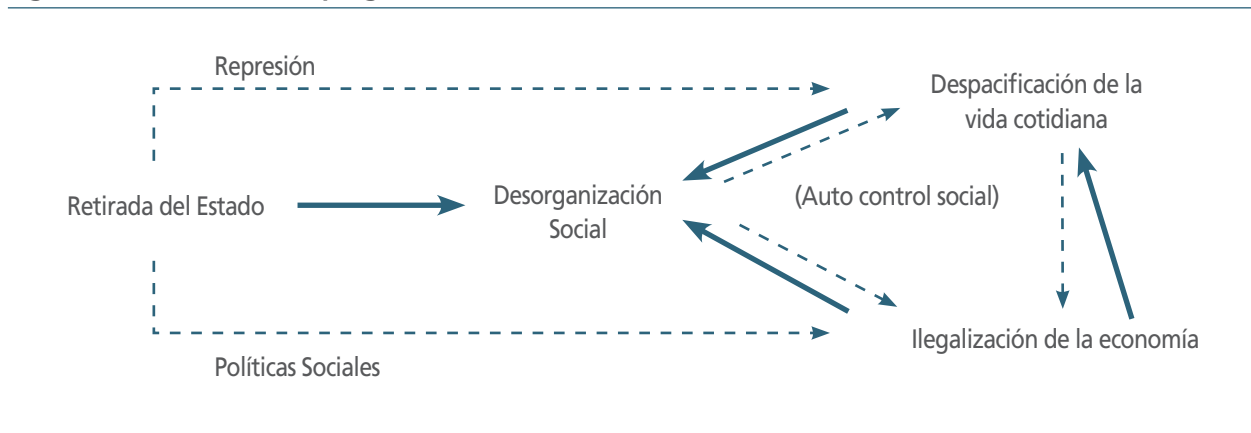 Represión
Despacificación de la
vida cotidiana
Retirada del Estado
Desorganización
Social
(Auto control social)
Ilegalización de la economía
Políticas Sociales